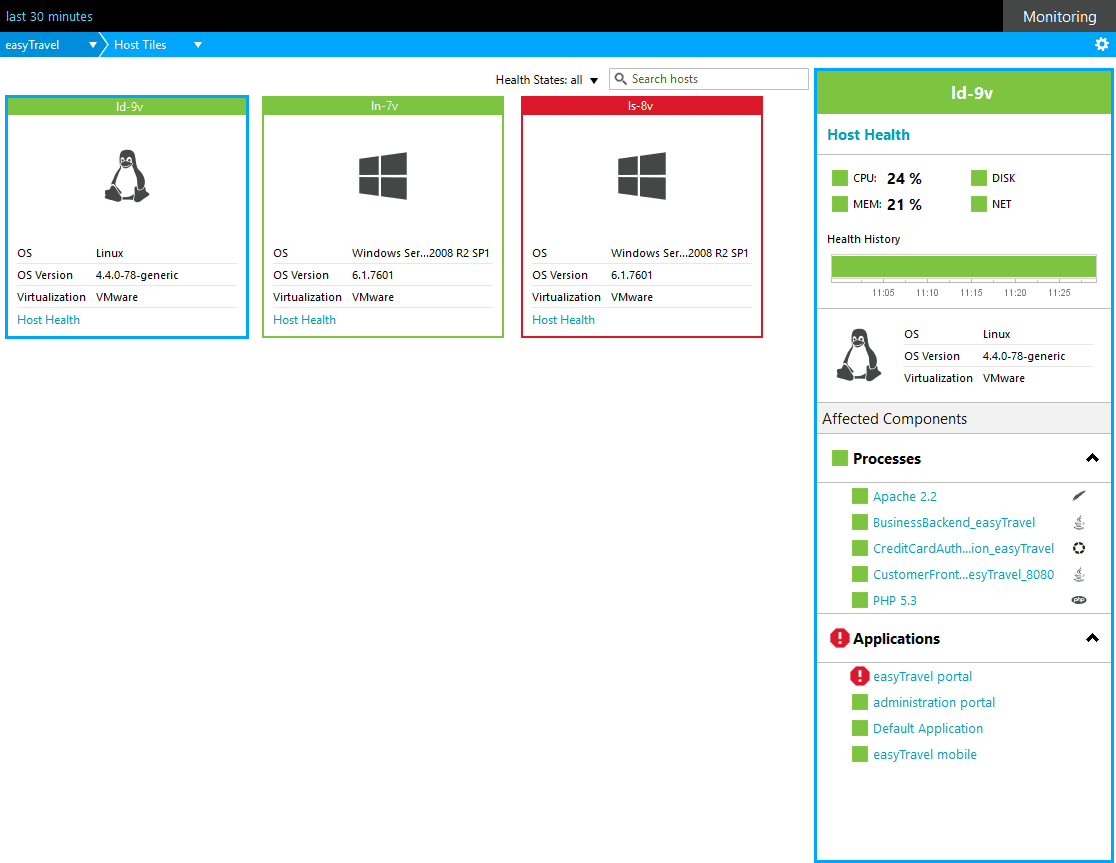 last 30 minutes
Monitoring
easyTravel
Host Tiles
Health States: all
Search hosts
ld-9v
OS Linux
OS Version 4.4.0-78-generic
Virtualization VMware
Host Health
ln-7v
OS Windows Ser...2008 R2 SP1
OS Version 6.1.7601
Virtualization VMware
Host Health
ls-8v
OS Windows Ser...2008 R2 SP1
OS Version 6.1.7601
Virtualization VMware
Host Health
ld-9v
Host Health
CPU: 24 % DISK
MEM: 21 % NET
Health History
11:05 11:10 11:15 11:20 11:25
OS Linux
OS Version 4.4.0-78-generic
Virtualization VMware
Affected Components
Processes
Apache 2.2
BusinessBackend_easyTravel
CreditCardAuth...ion_easyTravel
CustomerFront...esyTravel_8080
PHP 5.3
php
Applications
easyTravel portal
administration portal
Default Application
easyTravel mobile